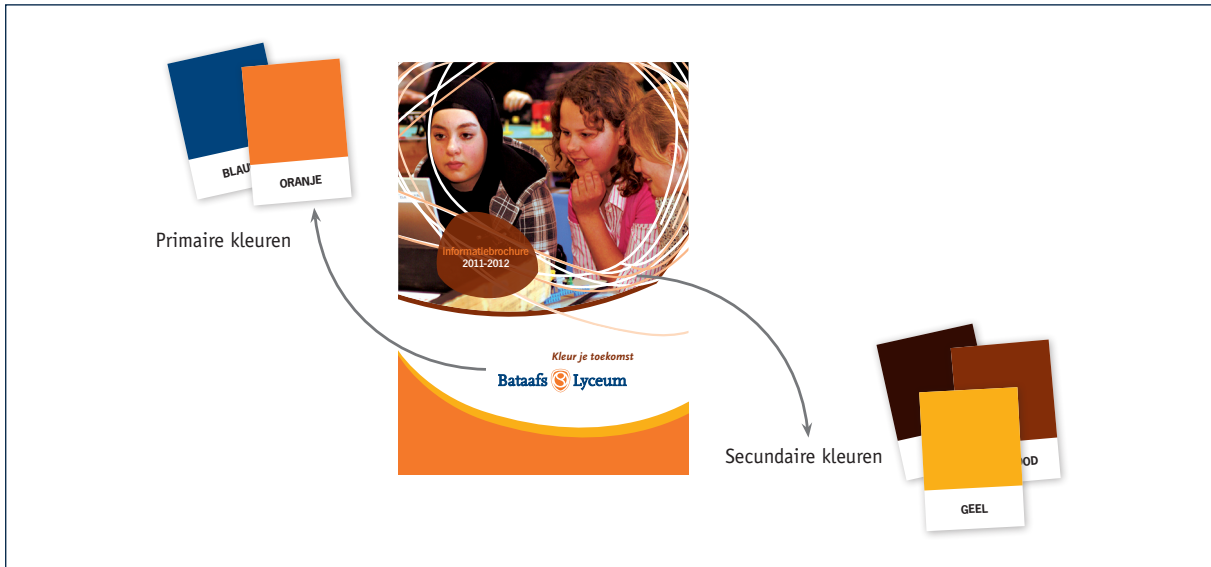 BLAU
ORANJE
Primaire kleuren
informatiebrochure
2011-2012
Kleur je toekomst
Bataafs Lyceum
Secundaire kleuren
OOD
GEEL